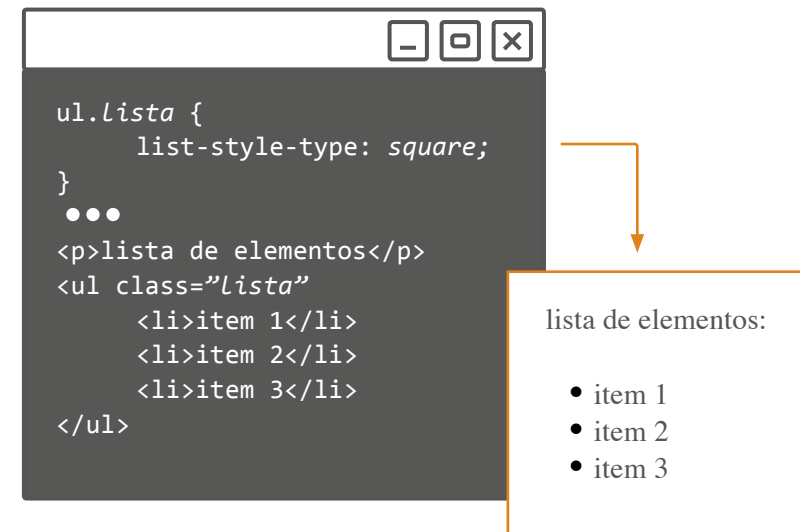 ul.lista {
list-style-type: square;
}
●●●
<p>lista de elementos</p>
<ul class=”lista”
<li>item 1</li>
<li>item 2</li>
<li>item 3</li>
</ul>
lista de elementos:
• item 1
• item 2
• item 3